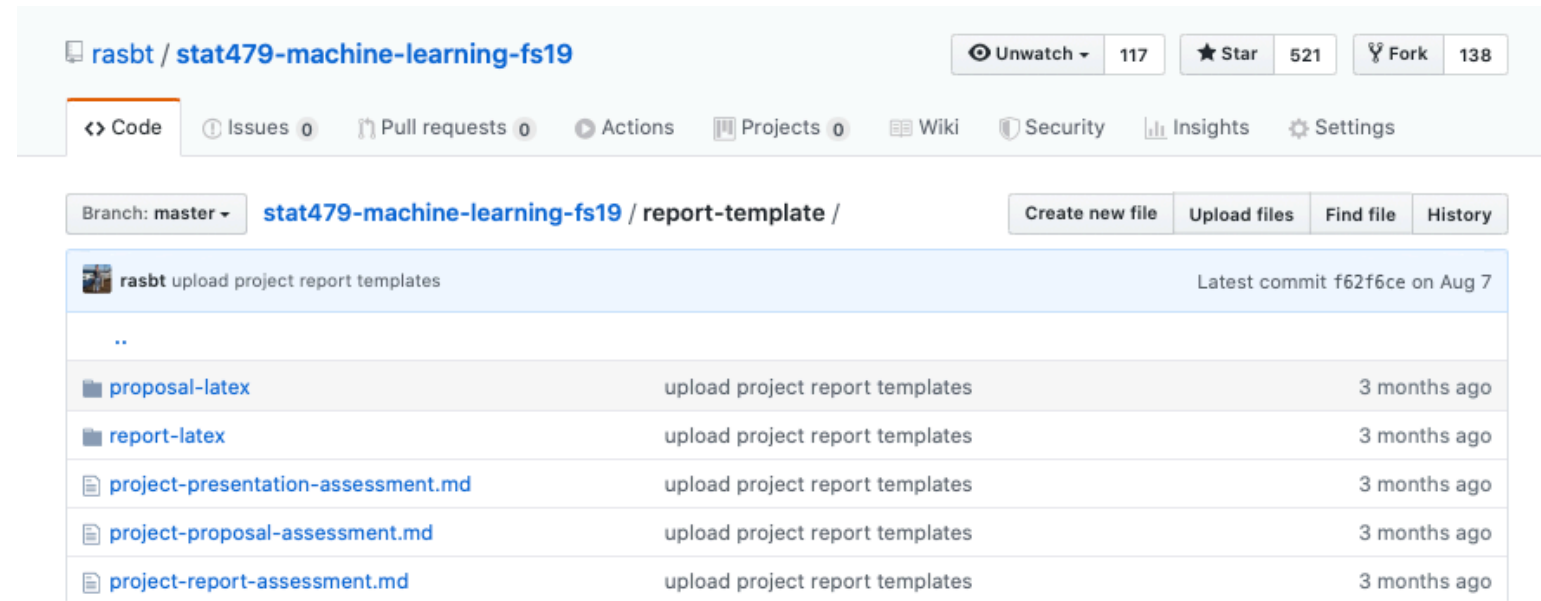 rasbt / stat479-machine-learning-fs19 Unwatch 117 Star 521 Fork 138
Code Issues 0 Pull requests 0 Actions Projects 0 Wiki Security Insights Settings
Branch: master stat479-machine-learning-fs19 / report-template / Create new file Upload files Find file History
rasbt upload project report templates Latest commit f62f6ce on Aug 7
..
proposal-latex upload project report templates 3 months ago
report-latex upload project report templates 3 months ago
project-presentation-assessment.md upload project report templates 3 months ago
project-proposal-assessment.md upload project report templates 3 months ago
project-report-assessment.md upload project report templates 3 months ago